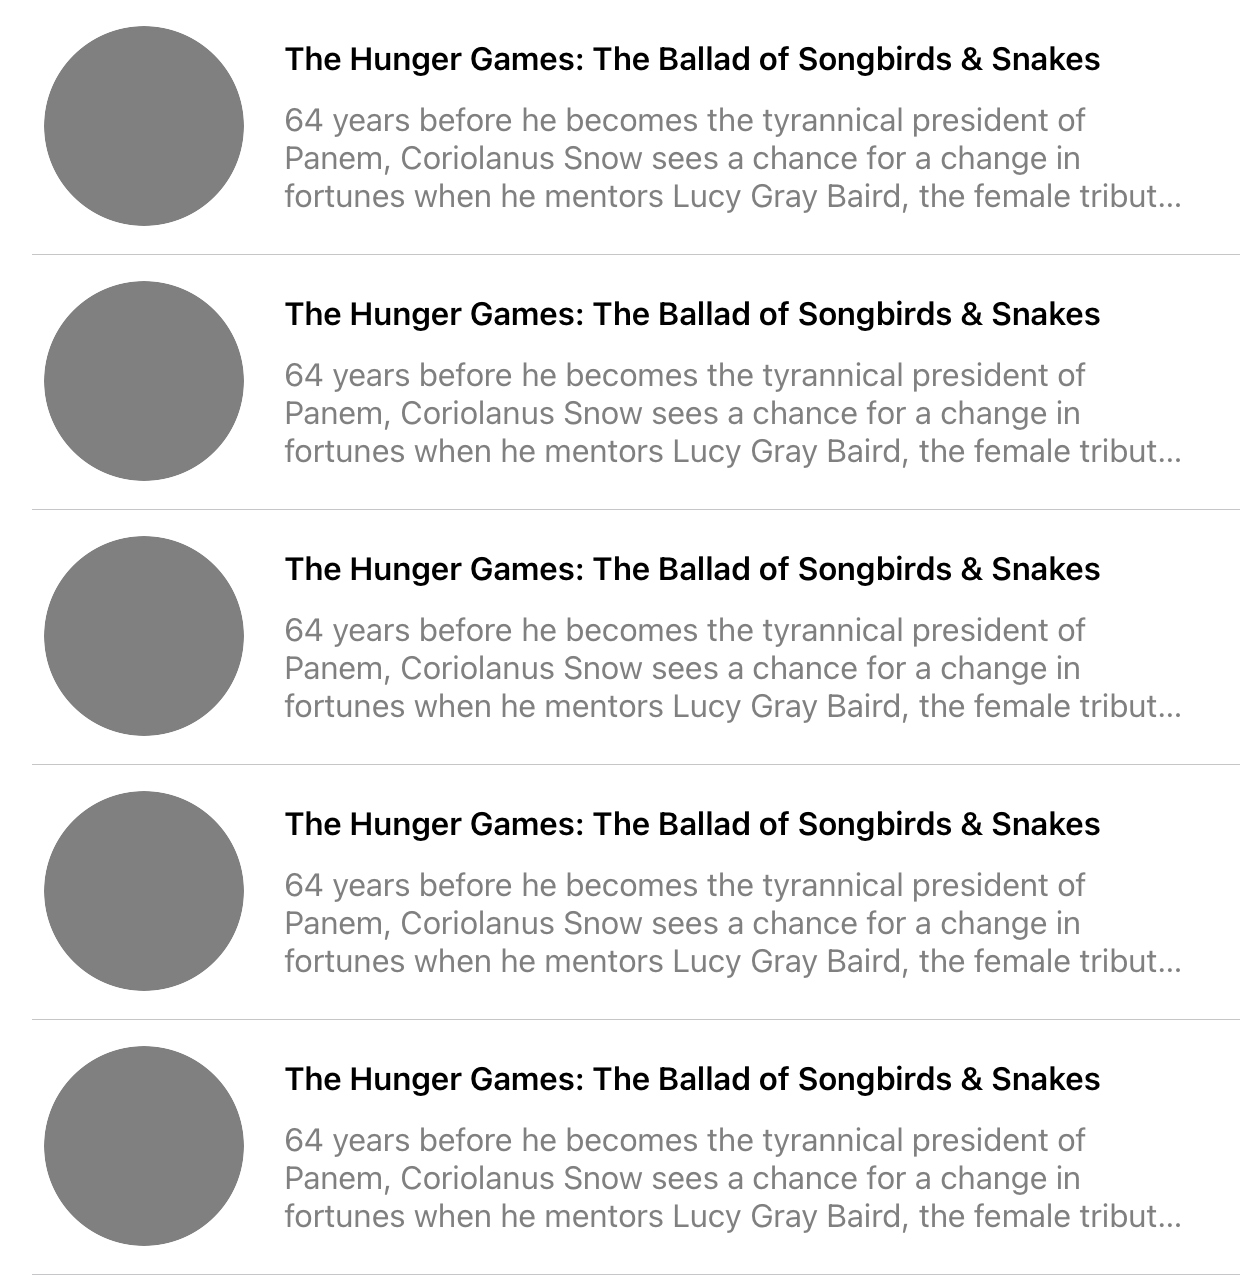 The Hunger Games: The Ballad of Songbirds & Snakes
64 years before he becomes the tyrannical president of
Panem, Coriolanus Snow sees a chance for a change in
fortunes when he mentors Lucy Gray Baird, the female tribut...
The Hunger Games: The Ballad of Songbirds & Snakes
64 years before he becomes the tyrannical president of
Panem, Coriolanus Snow sees a chance for a change in
fortunes when he mentors Lucy Gray Baird, the female tribut...
The Hunger Games: The Ballad of Songbirds & Snakes
64 years before he becomes the tyrannical president of
Panem, Coriolanus Snow sees a chance for a change in
fortunes when he mentors Lucy Gray Baird, the female tribut...
The Hunger Games: The Ballad of Songbirds & Snakes
64 years before he becomes the tyrannical president of
Panem, Coriolanus Snow sees a chance for a change in
fortunes when he mentors Lucy Gray Baird, the female tribut...
The Hunger Games: The Ballad of Songbirds & Snakes
64 years before he becomes the tyrannical president of
Panem, Coriolanus Snow sees a chance for a change in
fortunes when he mentors Lucy Gray Baird, the female tribut...